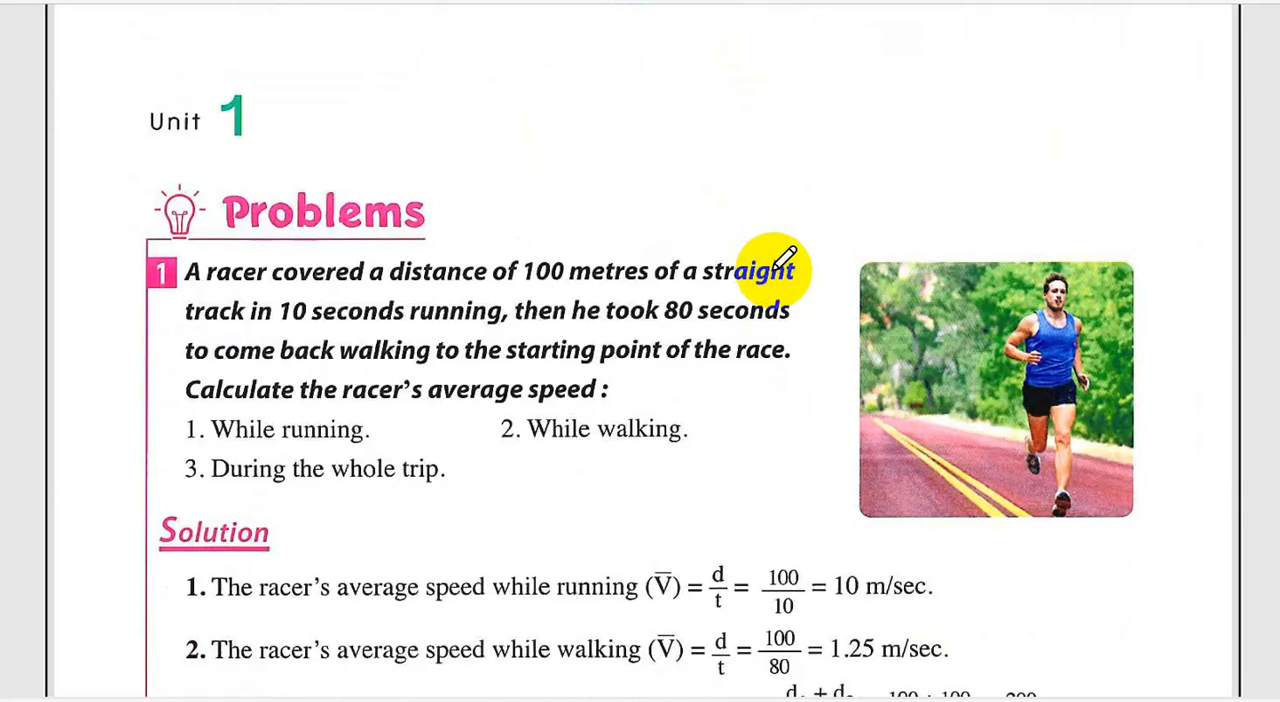 Unit 1
Problems
1 A racer covered a distance of 100 metres of a straight
track in 10 seconds running, then he took 80 seconds
to come back walking to the starting point of the race.
Calculate the racer's average speed :
1. While running. 2. While walking.
3. During the whole trip.
Solution
1. The racer's average speed while running (V̅) = d/t = 100/10 = 10 m/sec.
2. The racer's average speed while walking (V̅) = d/t = 100/80 = 1.25 m/sec.